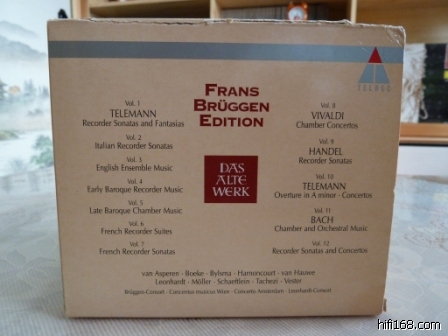 FRANS
BRÜGGEN
EDITION
TELDEC
Vol. 1
TELEMANN
Recorder Sonatas and Fantasias
Vol. 2
Italian Recorder Sonatas
Vol. 3
English Ensemble Music
Vol. 4
Early Baroque Recorder Music
Vol. 5
Late Baroque Chamber Music
Vol. 6
French Recorder Suites
Vol. 7
French Recorder Sonatas
DAS
ALTE
WERK
Vol. 8
VIVALDI
Chamber Concertos
Vol. 9
HANDEL
Recorder Sonatas
Vol. 10
TELEMANN
Overture in A minor · Concertos
Vol. 11
BACH
Chamber and Orchestral Music
Vol. 12
Recorder Sonatas and Concertos
van Asperen · Boeke · Bylsma · Harnoncourt · van Hauwe
Leonhardt · Möller · Schaeftlein · Tachezi · Vester
Brüggen-Consort · Concentus musicus Wien · Concerto Amsterdam · Leonhardt-Consort
hifi168.com